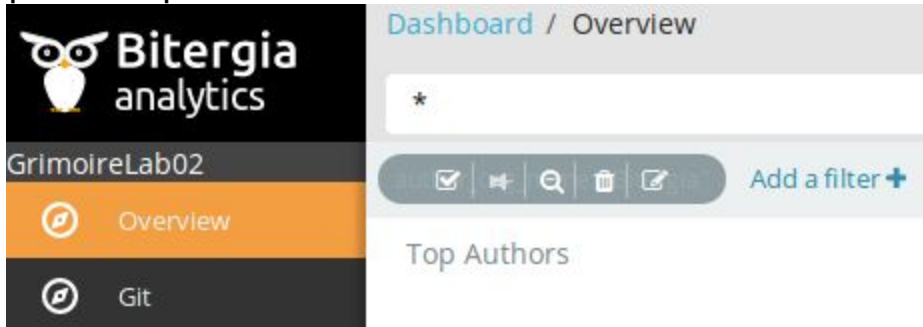 Bitergia
analytics
Dashboard / Overview
*
GrimoireLab02
Add a filter
Overview
Top Authors
Git